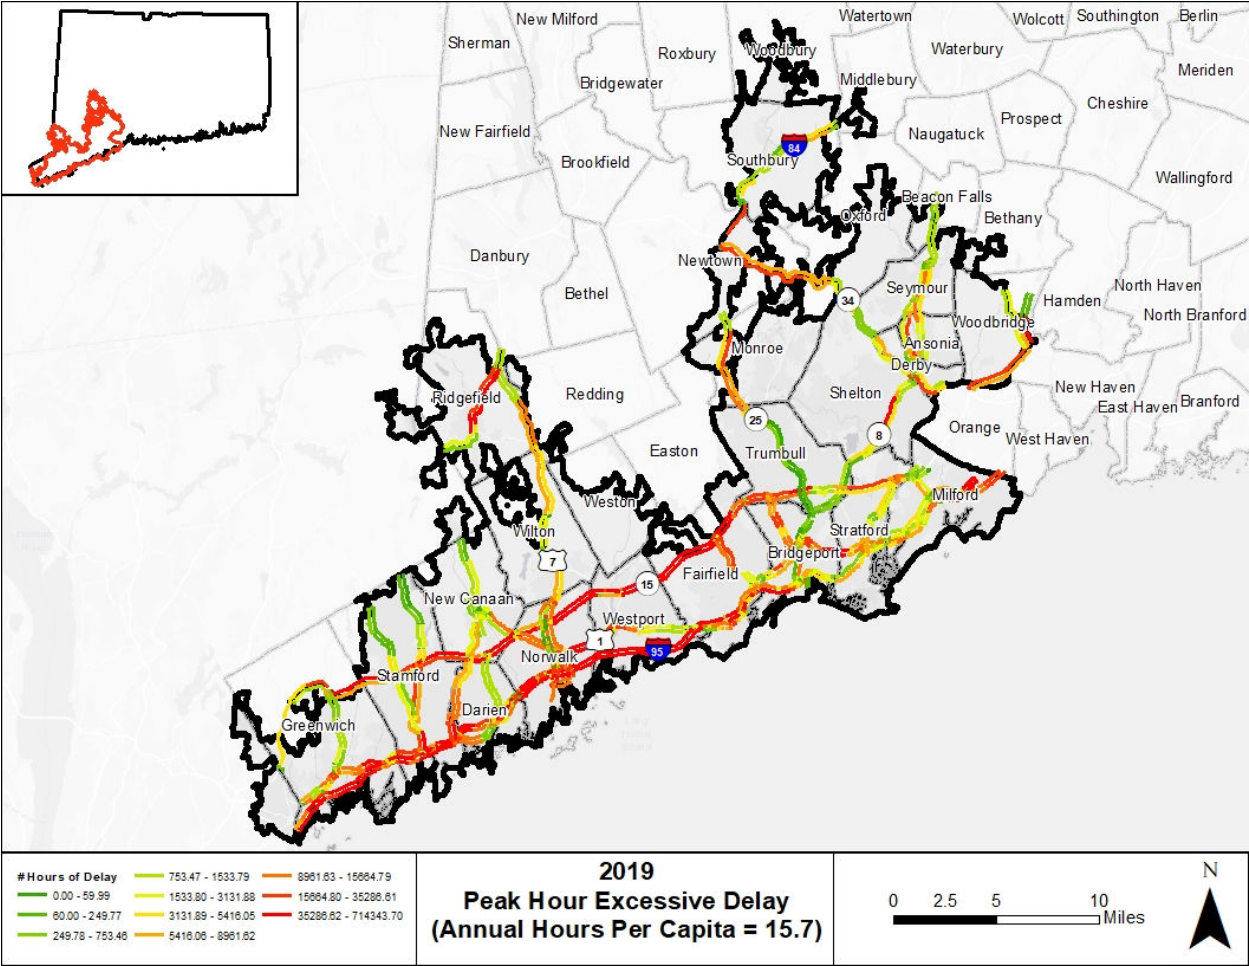 New Milford
Watertown
Wolcott
Southington
Berlin
Sherman
Roxbury
Woodbury
Waterbury
Bridgewater
Middlebury
Meriden
Cheshire
New Fairfield
Prospect
Naugatuck
84
Southbury
Brookfield
Wallingford
Beacon Falls
Oxford
Bethany
Danbury
Newtown
Bethel
Seymour
North Haven
34
Hamden
North Branford
Woodbridge
Monroe
Ansonia
Derby
Ridgefield
Redding
Shelton
New Haven
East Haven
Branford
25
Orange
8
West Haven
Easton
Trumbull
Milford
Weston
Wilton
Stratford
Bridgeport
7
Fairfield
15
New Canaan
Westport
1
95
Norwalk
Stamford
Darien
Greenwich
# Hours of Delay
0.00 - 59.99
60.00 - 249.77
249.78 - 753.46
753.47 - 1533.79
1533.80 - 3131.88
3131.89 - 5416.05
5416.06 - 8961.62
8961.63 - 15664.79
15664.80 - 35286.61
35286.62 - 714343.70
2019
Peak Hour Excessive Delay
(Annual Hours Per Capita = 15.7)
0 2.5 5 10
Miles
N